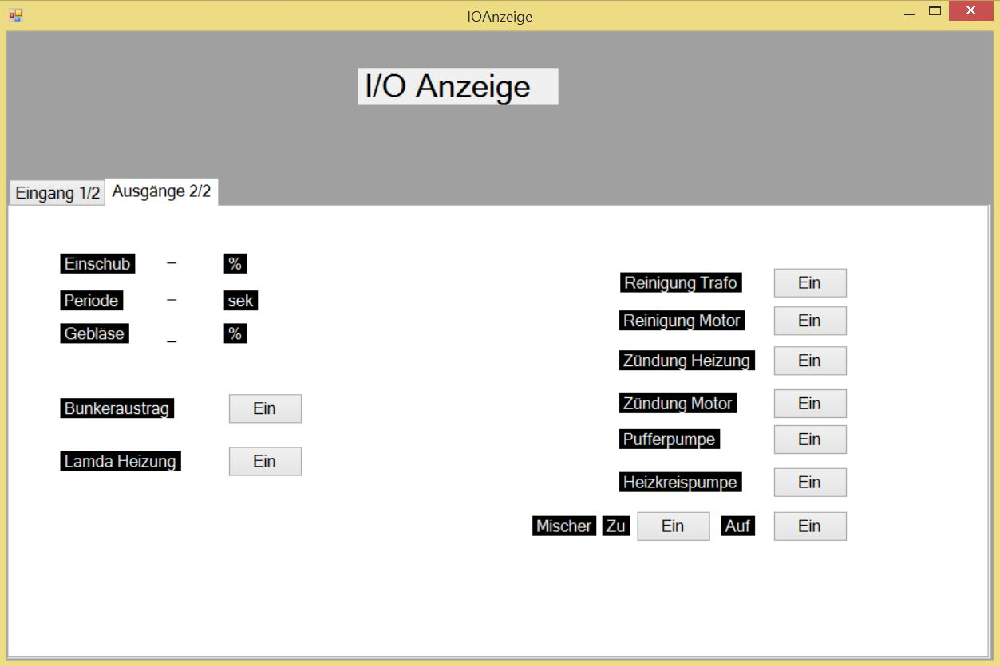 IOAnzeige
I/O Anzeige
Eingang 1/2 Ausgänge 2/2
Einschub – %
Periode – sek
Gebläse _ %
Bunkeraustrag Ein
Lamda Heizung Ein
Reinigung Trafo Ein
Reinigung Motor Ein
Zündung Heizung Ein
Zündung Motor Ein
Pufferpumpe Ein
Heizkreispumpe Ein
Mischer Zu Ein Auf Ein